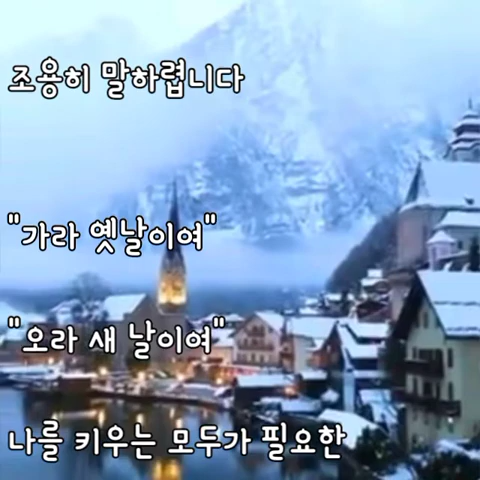 조용히 말하렵니다
"가라 옛날이여"
"오라 새 날이여"
나를 키우는 모두가 필요한